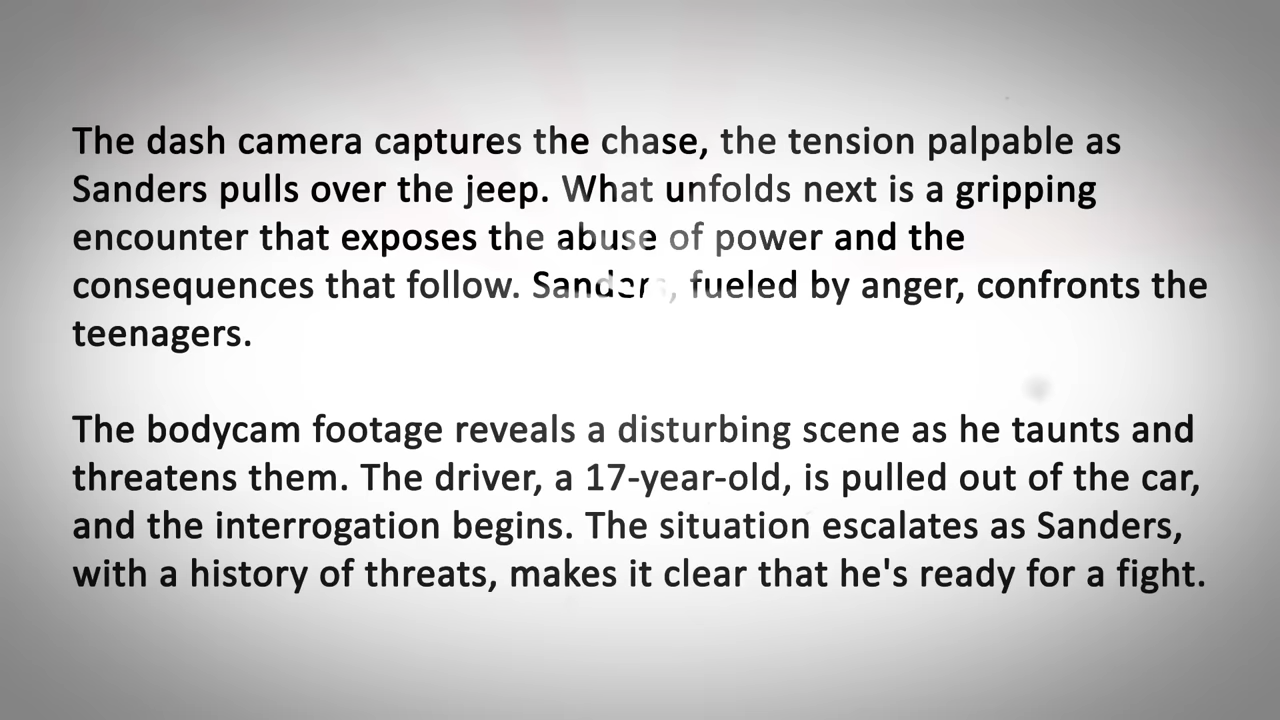 The dash camera captures the chase, the tension palpable as
Sanders pulls over the jeep. What unfolds next is a gripping
encounter that exposes the abuse of power and the
consequences that follow. Sanders, fueled by anger, confronts the
teenagers.
The bodycam footage reveals a disturbing scene as he taunts and
threatens them. The driver, a 17-year-old, is pulled out of the car,
and the interrogation begins. The situation escalates as Sanders,
with a history of threats, makes it clear that he's ready for a fight.